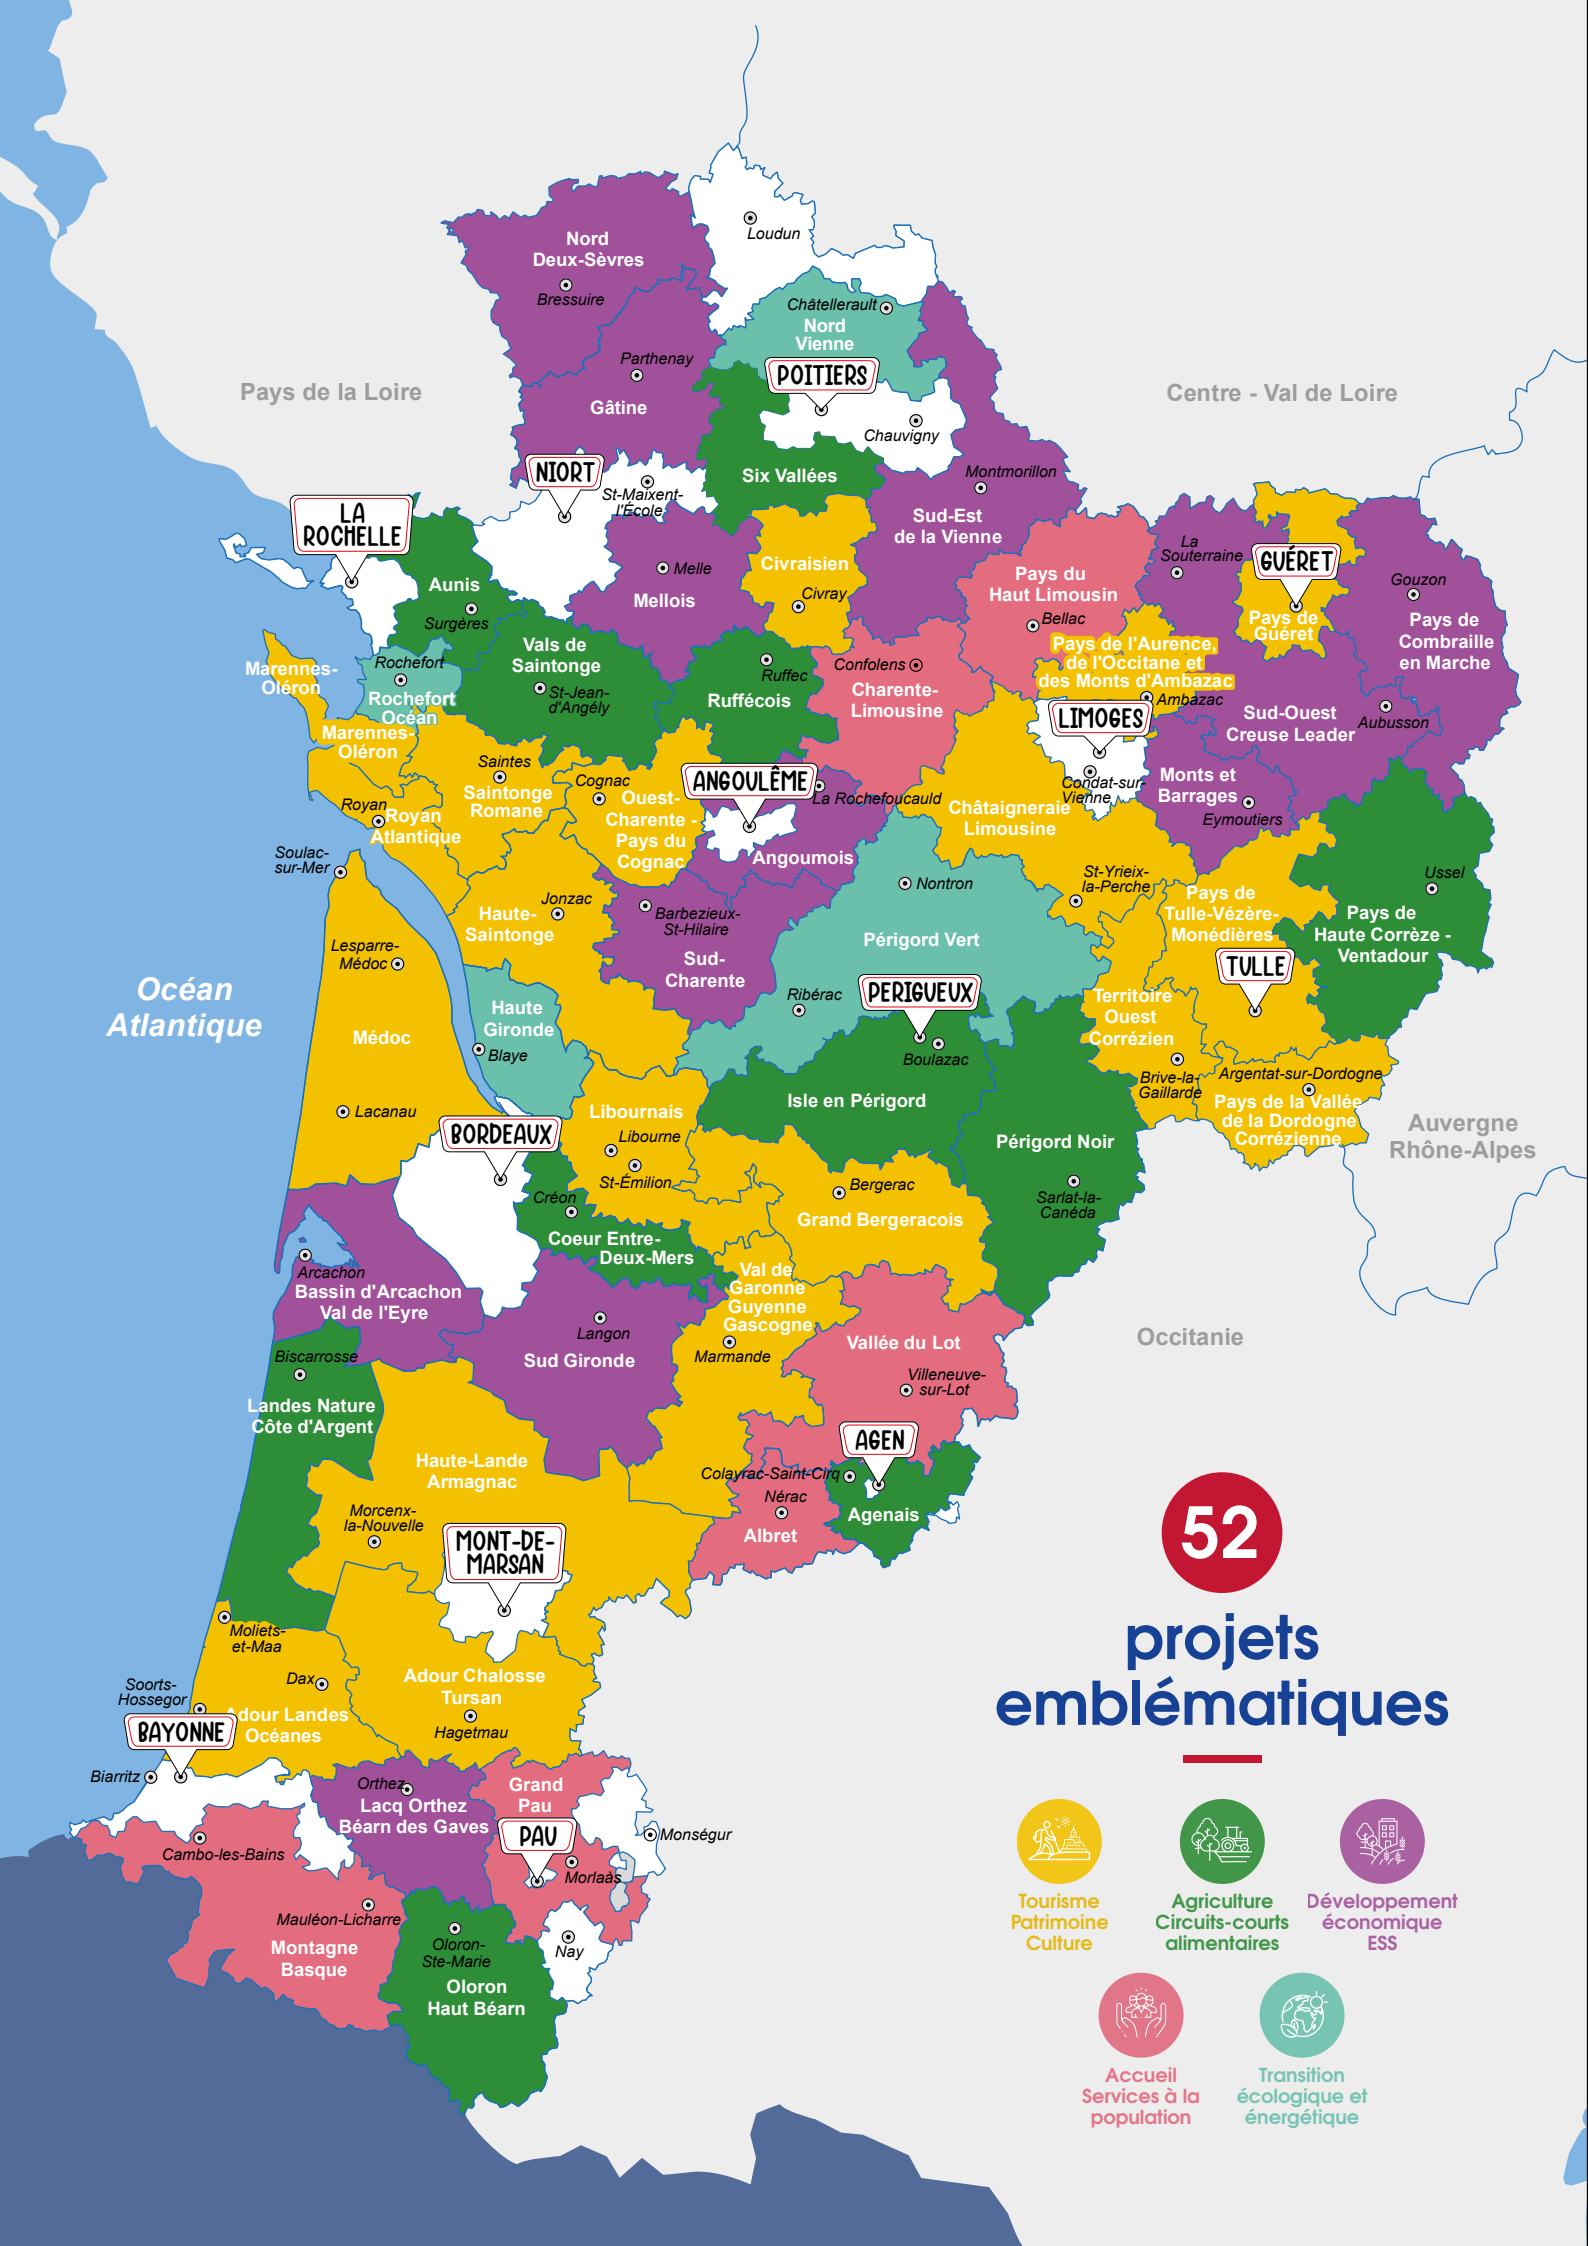 Loudun
Nord
Deux-Sèvres
Bressuire
Châtellerault
Nord
Vienne
Parthenay
POITIERS
Pays de la Loire
Centre - Val de Loire
Gâtine
Chauvigny
NIORT
St-Maixent-
l'École
Six Vallées
Montmorillon
LA
ROCHELLE
Sud-Est
de la Vienne
La
Souterraine
GUÉRET
Aunis
Surgères
Melle
Mellois
Civraisien
Civray
Pays du
Haut Limousin
Bellac
Gouzon
Pays de
Guéret
Pays de
Combraille
en Marche
Vals de
Saintonge
St-Jean-
d'Angély
Marennes-
Oléron
Rochefort
Rochefort
Océan
Ruffec
Ruffécois
Confolens
Charente-
Limousine
Pays de l'Aurence,
de l'Occitane et
des Monts d'Ambazac
Ambazac
LIMOGES
Sud-Ouest
Creuse Leader
Aubusson
Marennes-
Oléron
Saintes
Saintonge
Romane
Cognac
Ouest-
Charente -
Pays du
Cognac
ANGOULÊME
La Rochefoucauld
Condat-sur-
Vienne
Monts et
Barrages
Eymoutiers
Royan
Royan
Atlantique
Châtaigneraie
Limousine
Angoumois
Soulac-
sur-Mer
Jonzac
Haute-
Saintonge
Barbezieux-
St-Hilaire
Sud-
Charente
Nontron
St-Yrieix-
la-Perche
Pays de
Tulle-Vézère-
Monédières
Ussel
Pays de
Haute Corrèze -
Ventadour
Périgord Vert
Lesparre-
Médoc
TULLE
Océan
Atlantique
Médoc
Haute
Gironde
Blaye
Ribérac
PERIGUEUX
Boulazac
Territoire
Ouest
Corrézien
Brive-la-
Gaillarde
Argentat-sur-Dordogne
Pays de la Vallée
de la Dordogne
Corrézienne
Lacanau
BORDEAUX
Libournais
Libourne
St-Émilion
Isle en Périgord
Périgord Noir
Auvergne
Rhône-Alpes
Créon
Coeur Entre-
Deux-Mers
Bergerac
Grand Bergeracois
Sarlat-la-
Canéda
Arcachon
Bassin d'Arcachon
Val de l'Eyre
Val de
Garonne
Guyenne
Gascogne
Marmande
Langon
Sud Gironde
Vallée du Lot
Villeneuve-
sur-Lot
Occitanie
Biscarrosse
Landes Nature
Côte d'Argent
AGEN
Haute-Lande
Armagnac
Colayrac-Saint-Cirq
Nérac
Albret
Agenais
Morcenx-
la-Nouvelle
MONT-DE-
MARSAN
52
projets
emblématiques
Moliets-
et-Maa
Soorts-
Hossegor
Dax
Adour Landes
Océanes
Adour Chalosse
Tursan
Hagetmau
BAYONNE
Biarritz
Orthez
Lacq Orthez
Béarn des Gaves
Grand
Pau
PAU
Monségur
Morlaàs
Cambo-les-Bains
Mauléon-Licharre
Montagne
Basque
Oloron-
Ste-Marie
Oloron
Haut Béarn
Nay
Tourisme
Patrimoine
Culture
Agriculture
Circuits-courts
alimentaires
Développement
économique
ESS
Accueil
Services à la
population
Transition
écologique et
énergétique